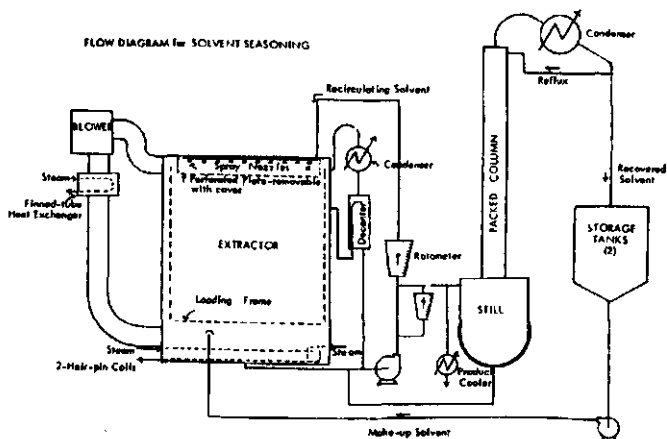 FLOW DIAGRAM for SOLVENT SEASONING
Condenser
Reflux
Recirculating Solvent
BLOWER
Steam
Finned-tube
Heat Exchanger
Spray Nozzles
Perforated Plate-removable
with cover
Condenser
Decanter
PACKED COLUMN
Recovered
Solvent
EXTRACTOR
STORAGE
TANKS
(2)
Rotometer
Loading Frame
STILL
Steam
Steam
2-Hair-pin Coils
Product
Cooler
Make-up Solvent